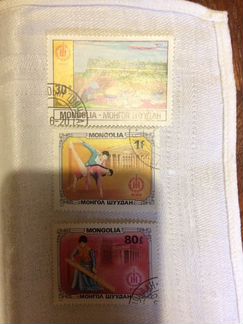 30
MONGOLIA - МОНГОЛ ШУУДАН
MONGOLIA
1₮
МОНГОЛ ШУУДАН
MONGOLIA
80₮
МОНГОЛ ШУУДАН